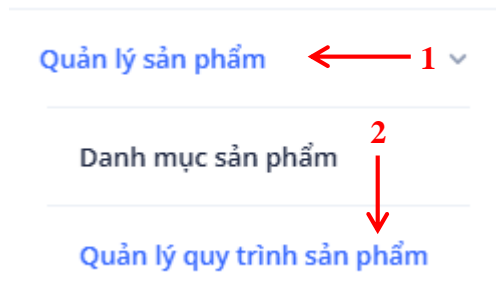 Quản lý sản phẩm 1
2
Danh mục sản phẩm
Quản lý quy trình sản phẩm